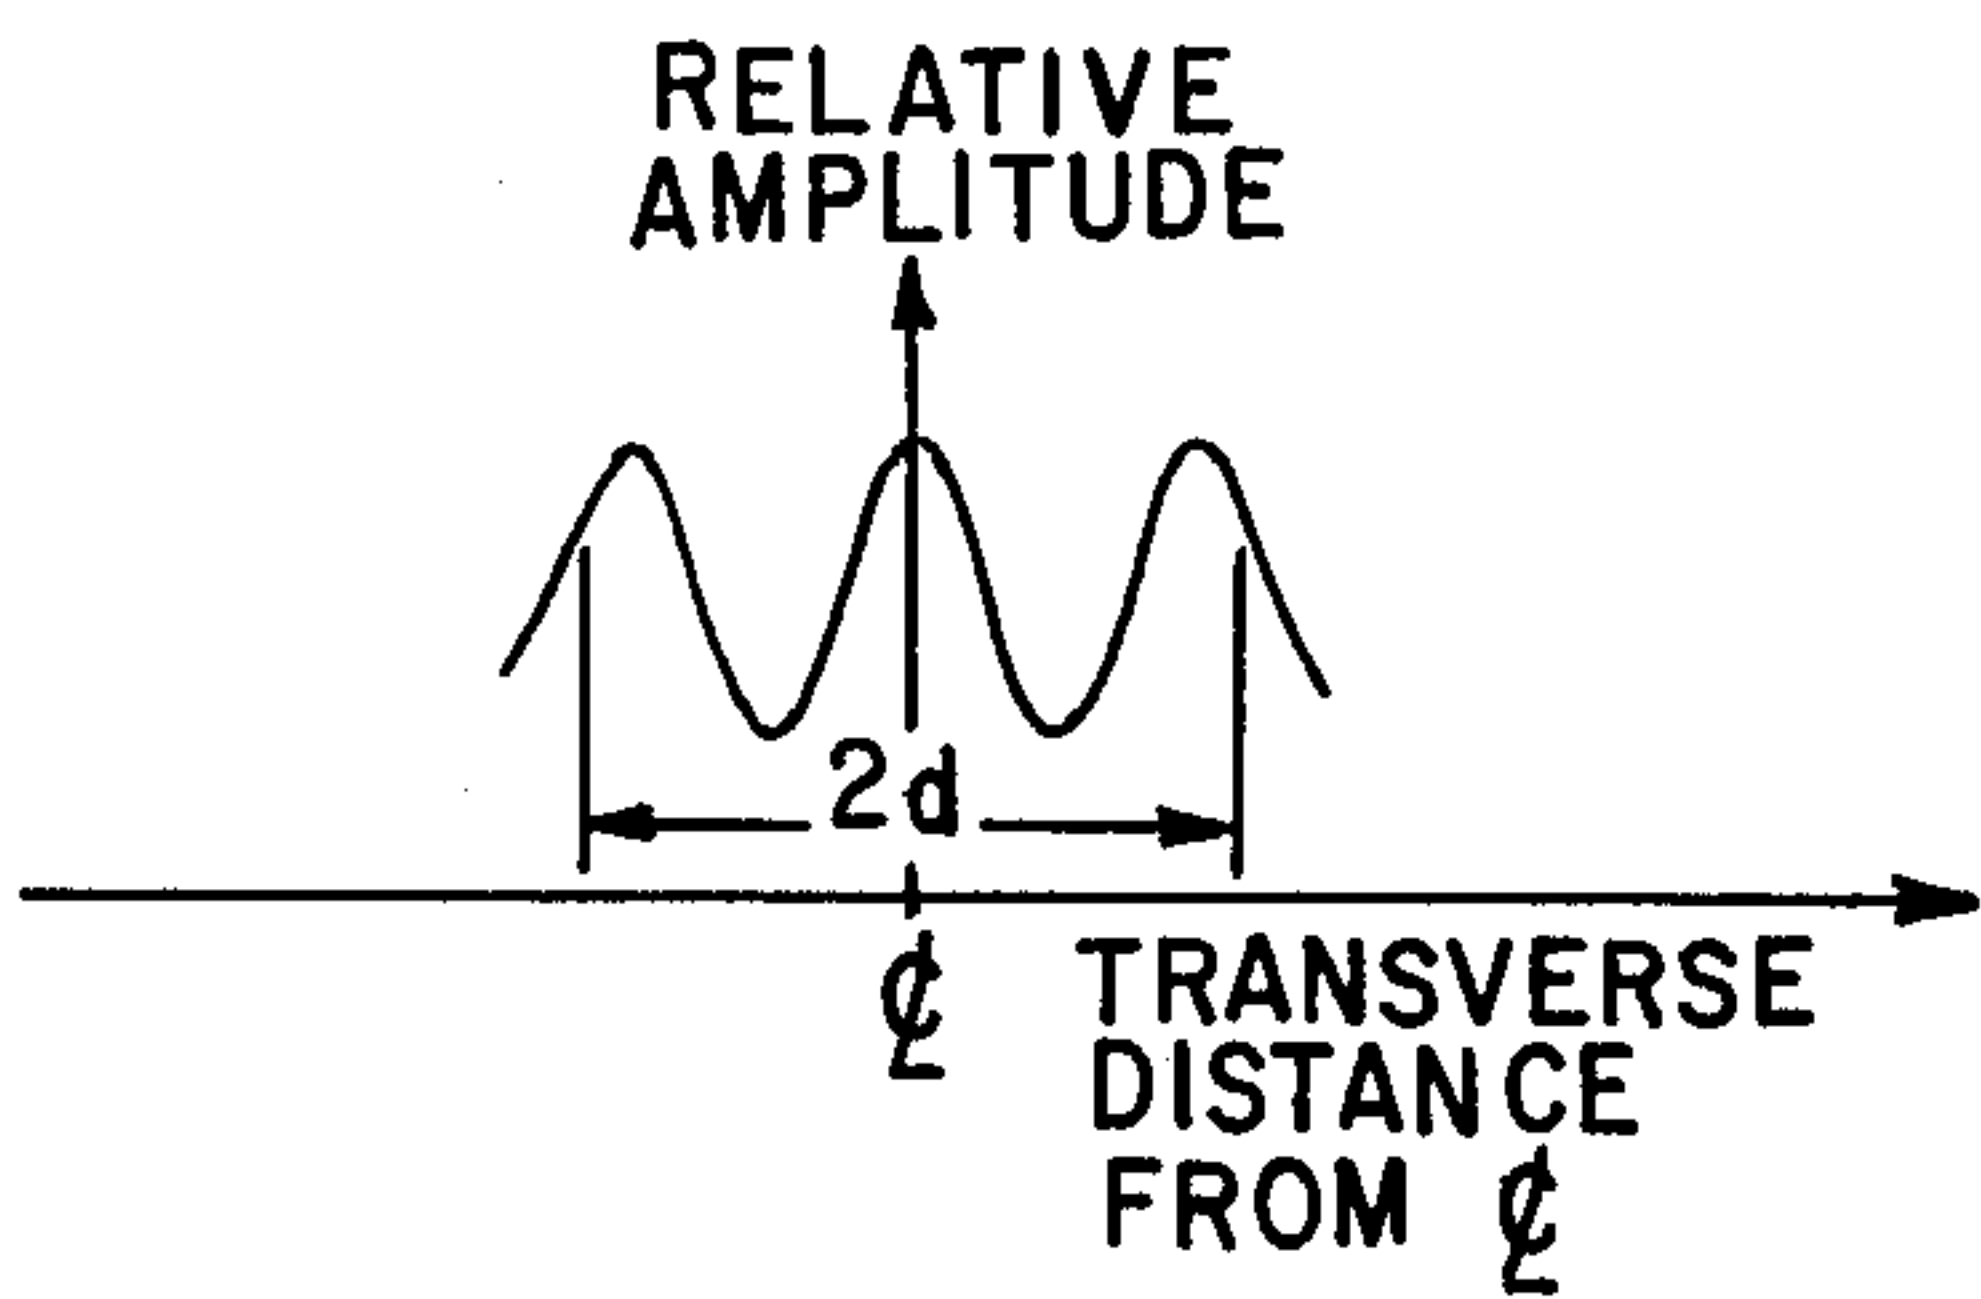 RELATIVE
AMPLITUDE
2d
℄
TRANSVERSE
DISTANCE
FROM ℄